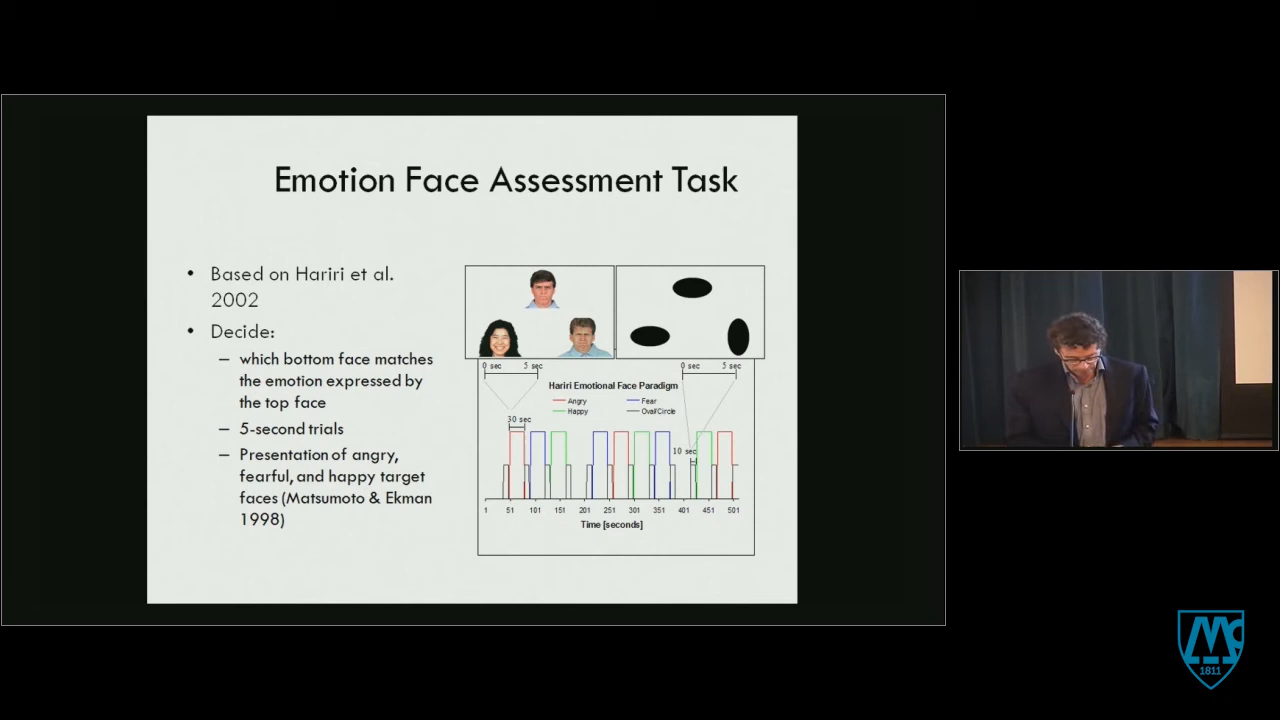 Emotion Face Assessment Task
• Based on Hariri et al.
2002
• Decide:
– which bottom face matches
the emotion expressed by
the top face
– 5-second trials
– Presentation of angry,
fearful, and happy target
faces (Matsumoto & Ekman
1998)
0 sec 5 sec
0 sec 5 sec
Hariri Emotional Face Paradigm
Angry Fear
Happy Oval/Circle
30 sec
10 sec
1 51 101 151 201 251 301 351 401 451 501
Time [seconds]
Mc
1811